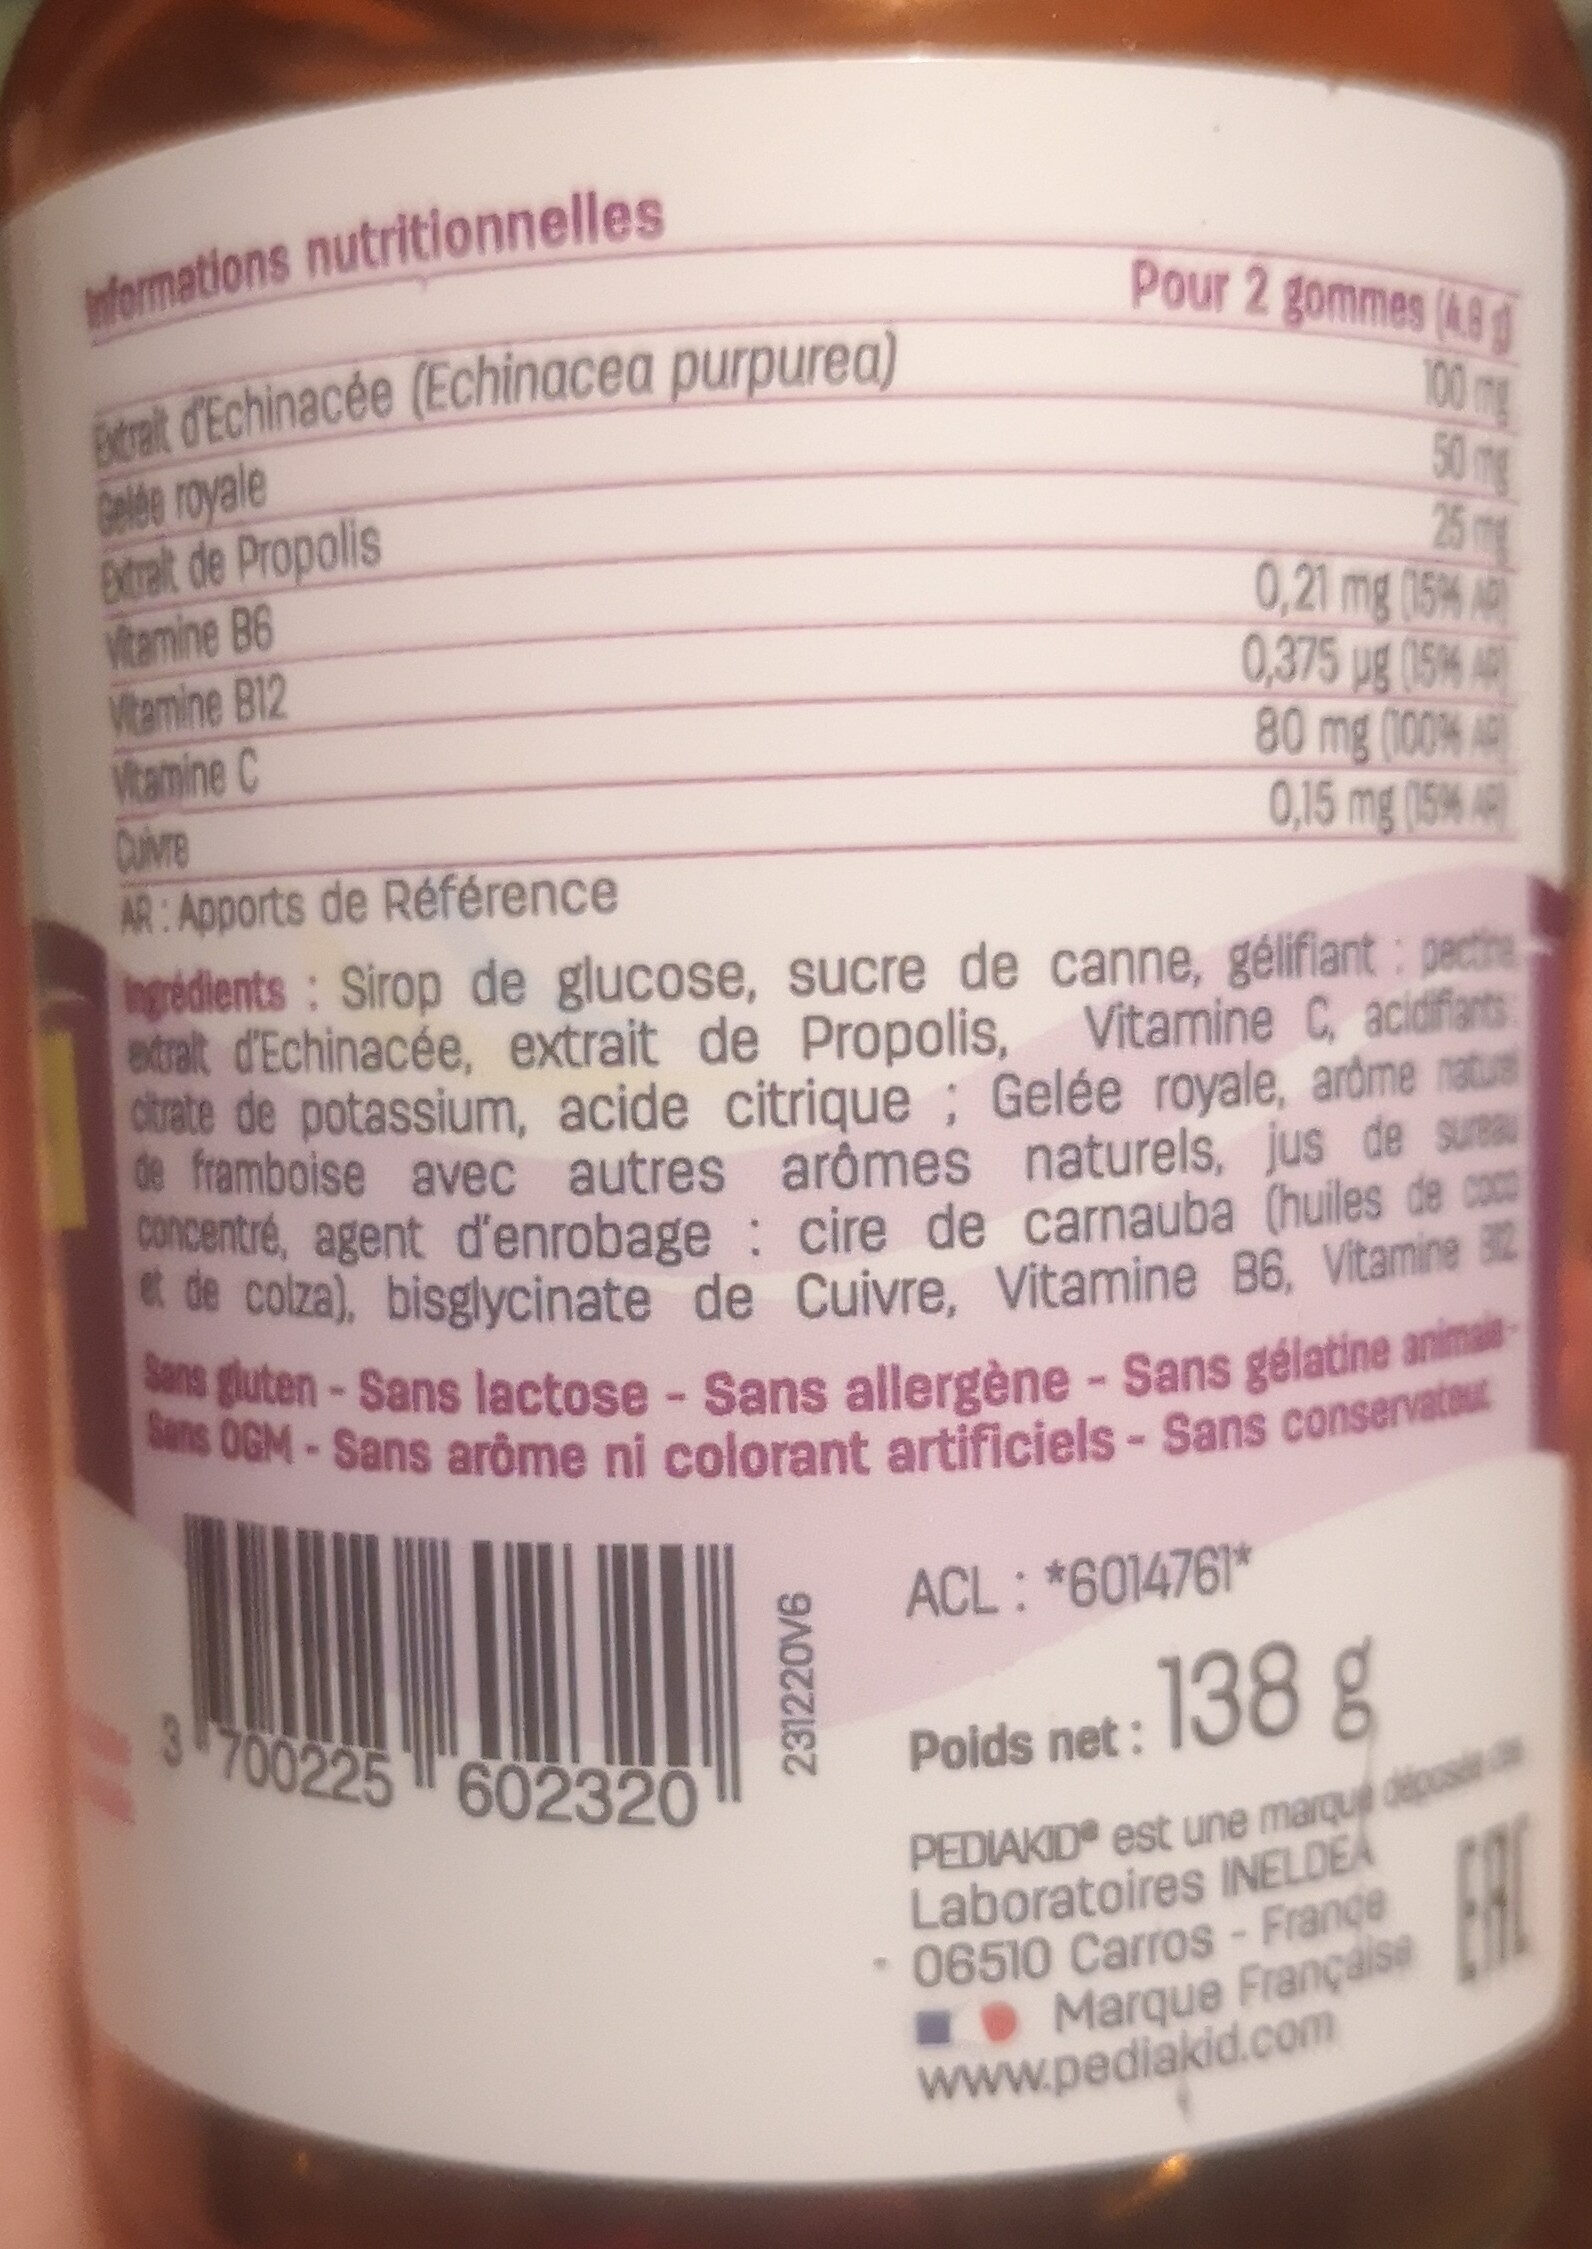 Informations nutritionnelles
Pour 2 gommes (4.8 g)
Extrait d'Echinacée (Echinacea purpurea) 100 mg
Gelée royale 50 mg
Extrait de Propolis 25 mg
Vitamine B6 0,21 mg (15% AR)
Vitamine B12 0,375 µg (15% AR)
Vitamine C 80 mg (100% AR)
Cuivre 0,15 mg (15% AR)
AR : Apports de Référence
Ingrédients : Sirop de glucose, sucre de canne, gélifiant : pectine
extrait d'Echinacée, extrait de Propolis, Vitamine C, acidifiants:
citrate de potassium, acide citrique ; Gelée royale, arôme naturel
de framboise avec autres arômes naturels, jus de sureau
concentré, agent d'enrobage : cire de carnauba (huiles de coco
et de colza), bisglycinate de Cuivre, Vitamine B6, Vitamine B12
Sans gluten - Sans lactose - Sans allergène - Sans gélatine animale -
Sans OGM - Sans arôme ni colorant artificiels - Sans conservateur.
3 700225 602320
231220V6
ACL : *6014761*
Poids net : 138 g
PEDIAKID® est une marque déposée des
Laboratoires INELDEA
06510 Carros - France
Marque Française
www.pediakid.com
EAC